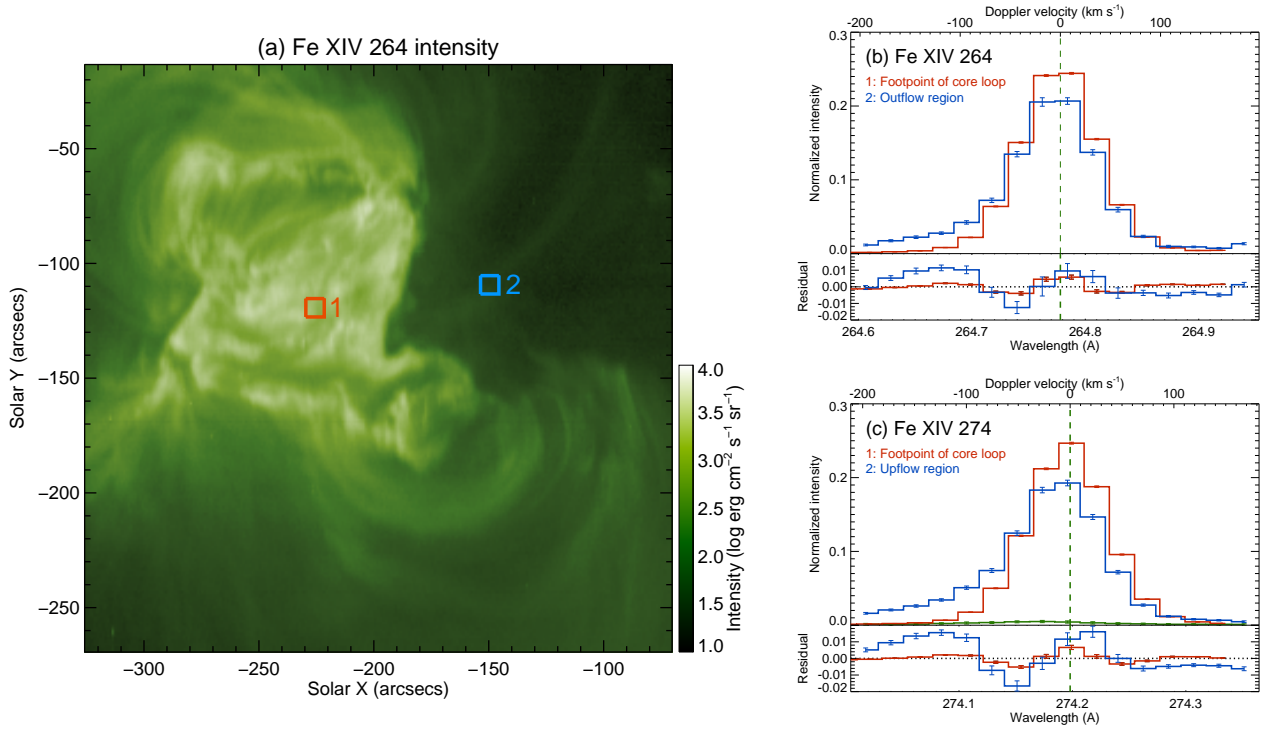 (a) Fe XIV 264 intensity
Solar Y (arcsecs)
−50
−100
−150
−200
−250
−300
−250
−200
−150
−100
Solar X (arcsecs)
1
2
4.0
3.5
3.0
2.5
2.0
1.5
1.0
Intensity (log erg cm⁻² s⁻¹ sr⁻¹)
Doppler velocity (km s⁻¹)
-200 -100 0 100
(b) Fe XIV 264
1: Footpoint of core loop
2: Outflow region
Normalized intensity
0.3
0.2
0.1
0.0
Residual
0.01
0.00
-0.01
-0.02
264.6 264.7 264.8 264.9
Wavelength (A)
Doppler velocity (km s⁻¹)
-200 -100 0 100
(c) Fe XIV 274
1: Footpoint of core loop
2: Upflow region
Normalized intensity
0.3
0.2
0.1
0.0
Residual
0.01
0.00
-0.01
-0.02
274.1 274.2 274.3
Wavelength (A)